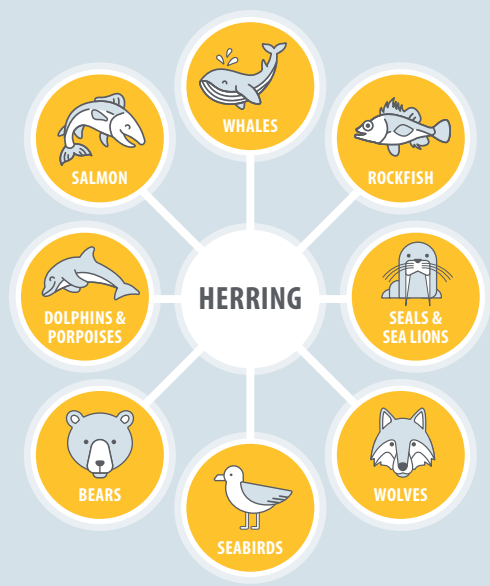 WHALES
SALMON
ROCKFISH
HERRING
DOLPHINS &
PORPOISES
SEALS &
SEA LIONS
BEARS
WOLVES
SEABIRDS